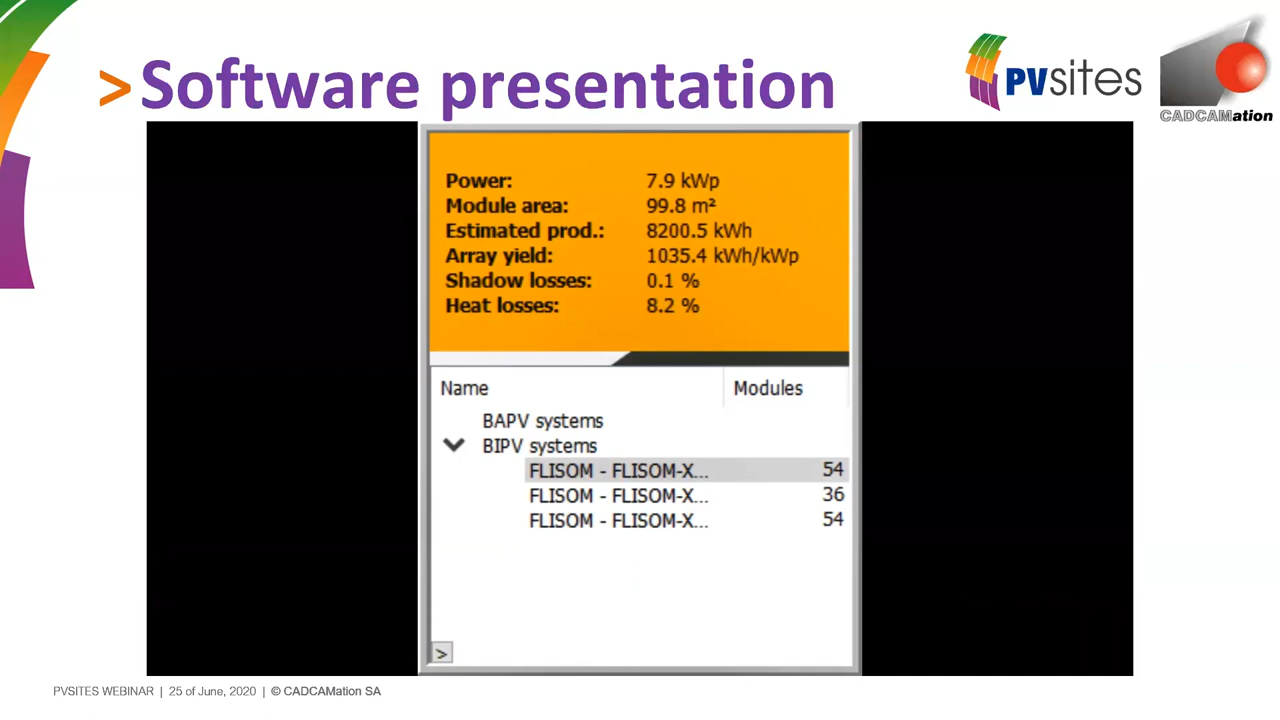 >Software presentation
PVsites
CADCAMation
Power: 7.9 kWp
Module area: 99.8 m²
Estimated prod.: 8200.5 kWh
Array yield: 1035.4 kWh/kWp
Shadow losses: 0.1 %
Heat losses: 8.2 %
Name Modules
BAPV systems
BIPV systems
FLISOM - FLISOM-X... 54
FLISOM - FLISOM-X... 36
FLISOM - FLISOM-X... 54
>
PVSITES WEBINAR | 25 of June, 2020 | © CADCAMation SA